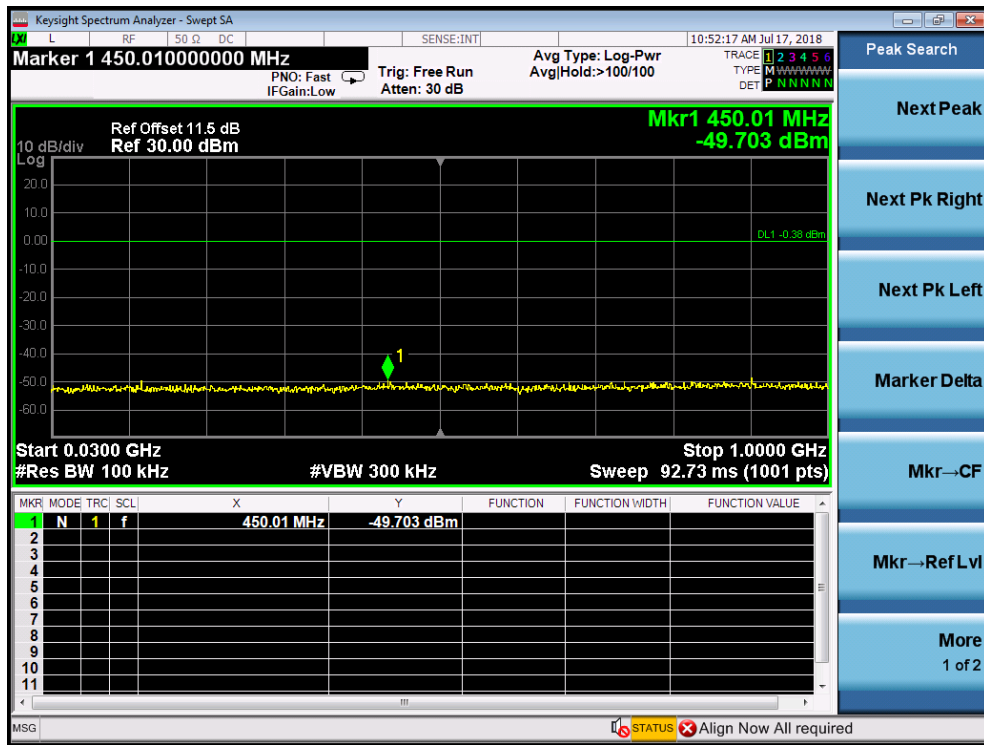 Keysight Spectrum Analyzer - Swept SA
LXI L RF 50 Ω DC SENSE:INT 10:52:17 AM Jul 17, 2018
Marker 1 450.010000000 MHz
PNO: Fast
IFGain:Low
Trig: Free Run
Atten: 30 dB
Avg Type: Log-Pwr
Avg|Hold:>100/100
TRACE 1 2 3 4 5 6
TYPE M WWWWW
DET P N N N N N
Mkr1 450.01 MHz
-49.703 dBm
Ref Offset 11.5 dB
Ref 30.00 dBm
10 dB/div
Log
20.0
10.0
0.00
DL1 -0.38 dBm
-10.0
-20.0
-30.0
-40.0
1
-50.0
-60.0
Start 0.0300 GHz Stop 1.0000 GHz
#Res BW 100 kHz #VBW 300 kHz Sweep 92.73 ms (1001 pts)
MKR MODE TRC SCL X Y FUNCTION FUNCTION WIDTH FUNCTION VALUE
1 N 1 f 450.01 MHz -49.703 dBm
2
3
4
5
6
7
8
9
10
11
MSG STATUS Align Now All required
Peak Search
Next Peak
Next Pk Right
Next Pk Left
Marker Delta
Mkr→CF
Mkr→Ref Lvl
More
1 of 2